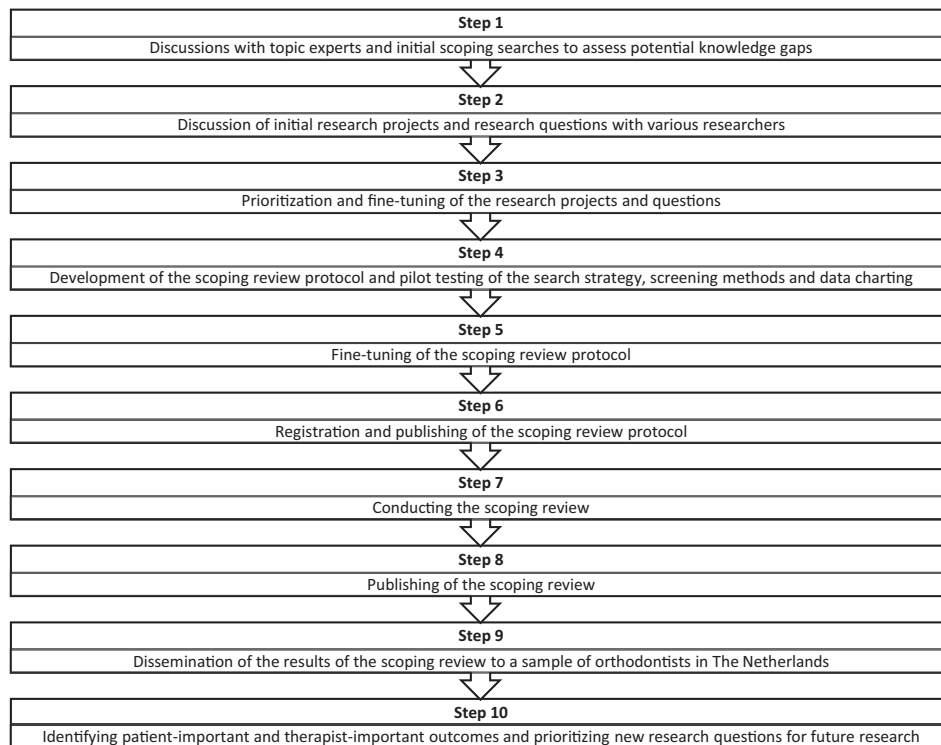 Step 1
Discussions with topic experts and initial scoping searches to assess potential knowledge gaps
Step 2
Discussion of initial research projects and research questions with various researchers
Step 3
Prioritization and fine-tuning of the research projects and questions
Step 4
Development of the scoping review protocol and pilot testing of the search strategy, screening methods and data charting
Step 5
Fine-tuning of the scoping review protocol
Step 6
Registration and publishing of the scoping review protocol
Step 7
Conducting the scoping review
Step 8
Publishing of the scoping review
Step 9
Dissemination of the results of the scoping review to a sample of orthodontists in The Netherlands
Step 10
Identifying patient-important and therapist-important outcomes and prioritizing new research questions for future research